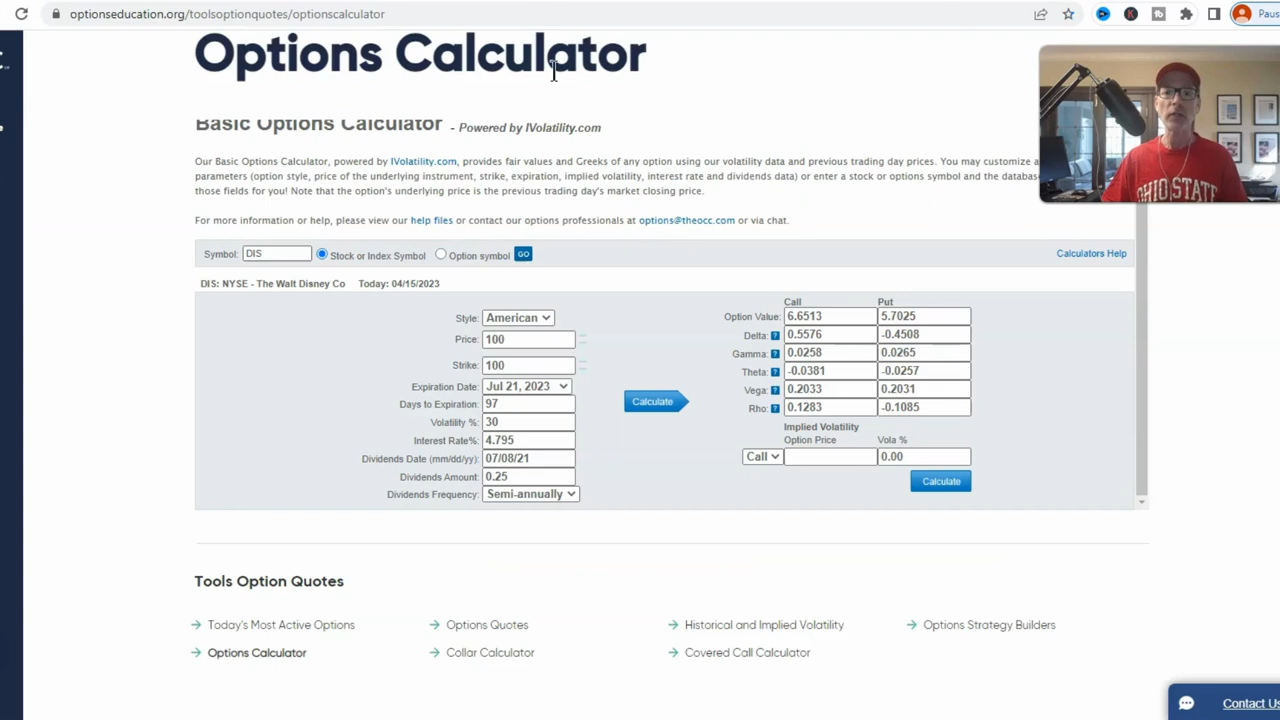 optionseducation.org/toolsoptionquotes/optionscalculator
Paus
Options Calculator
Basic Options Calculator - Powered by IVolatility.com
Our Basic Options Calculator, powered by IVolatility.com, provides fair values and Greeks of any option using our volatility data and previous trading day prices. You may customize a
parameters (option style, price of the underlying instrument, strike, expiration, implied volatility, interest rate and dividends data) or enter a stock or options symbol and the database
those fields for you! Note that the option's underlying price is the previous trading day's market closing price.
For more information or help, please view our help files or contact our options professionals at options@theocc.com or via chat.
OHIO STATE
Symbol: DIS Stock or Index Symbol Option symbol GO Calculators Help
DIS: NYSE - The Walt Disney Co Today: 04/15/2023
Call Put
Style: American Option Value: 6.6513 5.7025
Price: 100 Delta: ? 0.5576 -0.4508
Gamma: ? 0.0258 0.0265
Strike: 100 Theta: ? -0.0381 -0.0257
Expiration Date: Jul 21, 2023 Vega: ? 0.2033 0.2031
Days to Expiration: 97 Calculate Rho: ? 0.1283 -0.1085
Volatility %: 30 Implied Volatility
Interest Rate%: 4.795 Option Price Vola %
Dividends Date (mm/dd/yy): 07/08/21 Call 0.00
Dividends Amount: 0.25 Calculate
Dividends Frequency: Semi-annually
Tools Option Quotes
Today's Most Active Options Options Quotes Historical and Implied Volatility Options Strategy Builders
Options Calculator Collar Calculator Covered Call Calculator
Contact Us